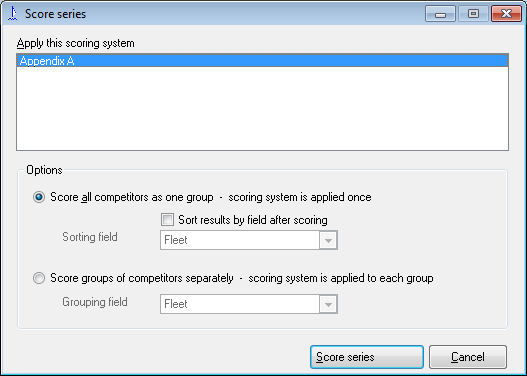 Score series
Apply this scoring system
Appendix A
Options
Score all competitors as one group - scoring system is applied once
Sort results by field after scoring
Sorting field
Fleet
Score groups of competitors separately - scoring system is applied to each group
Grouping field
Fleet
Score series
Cancel